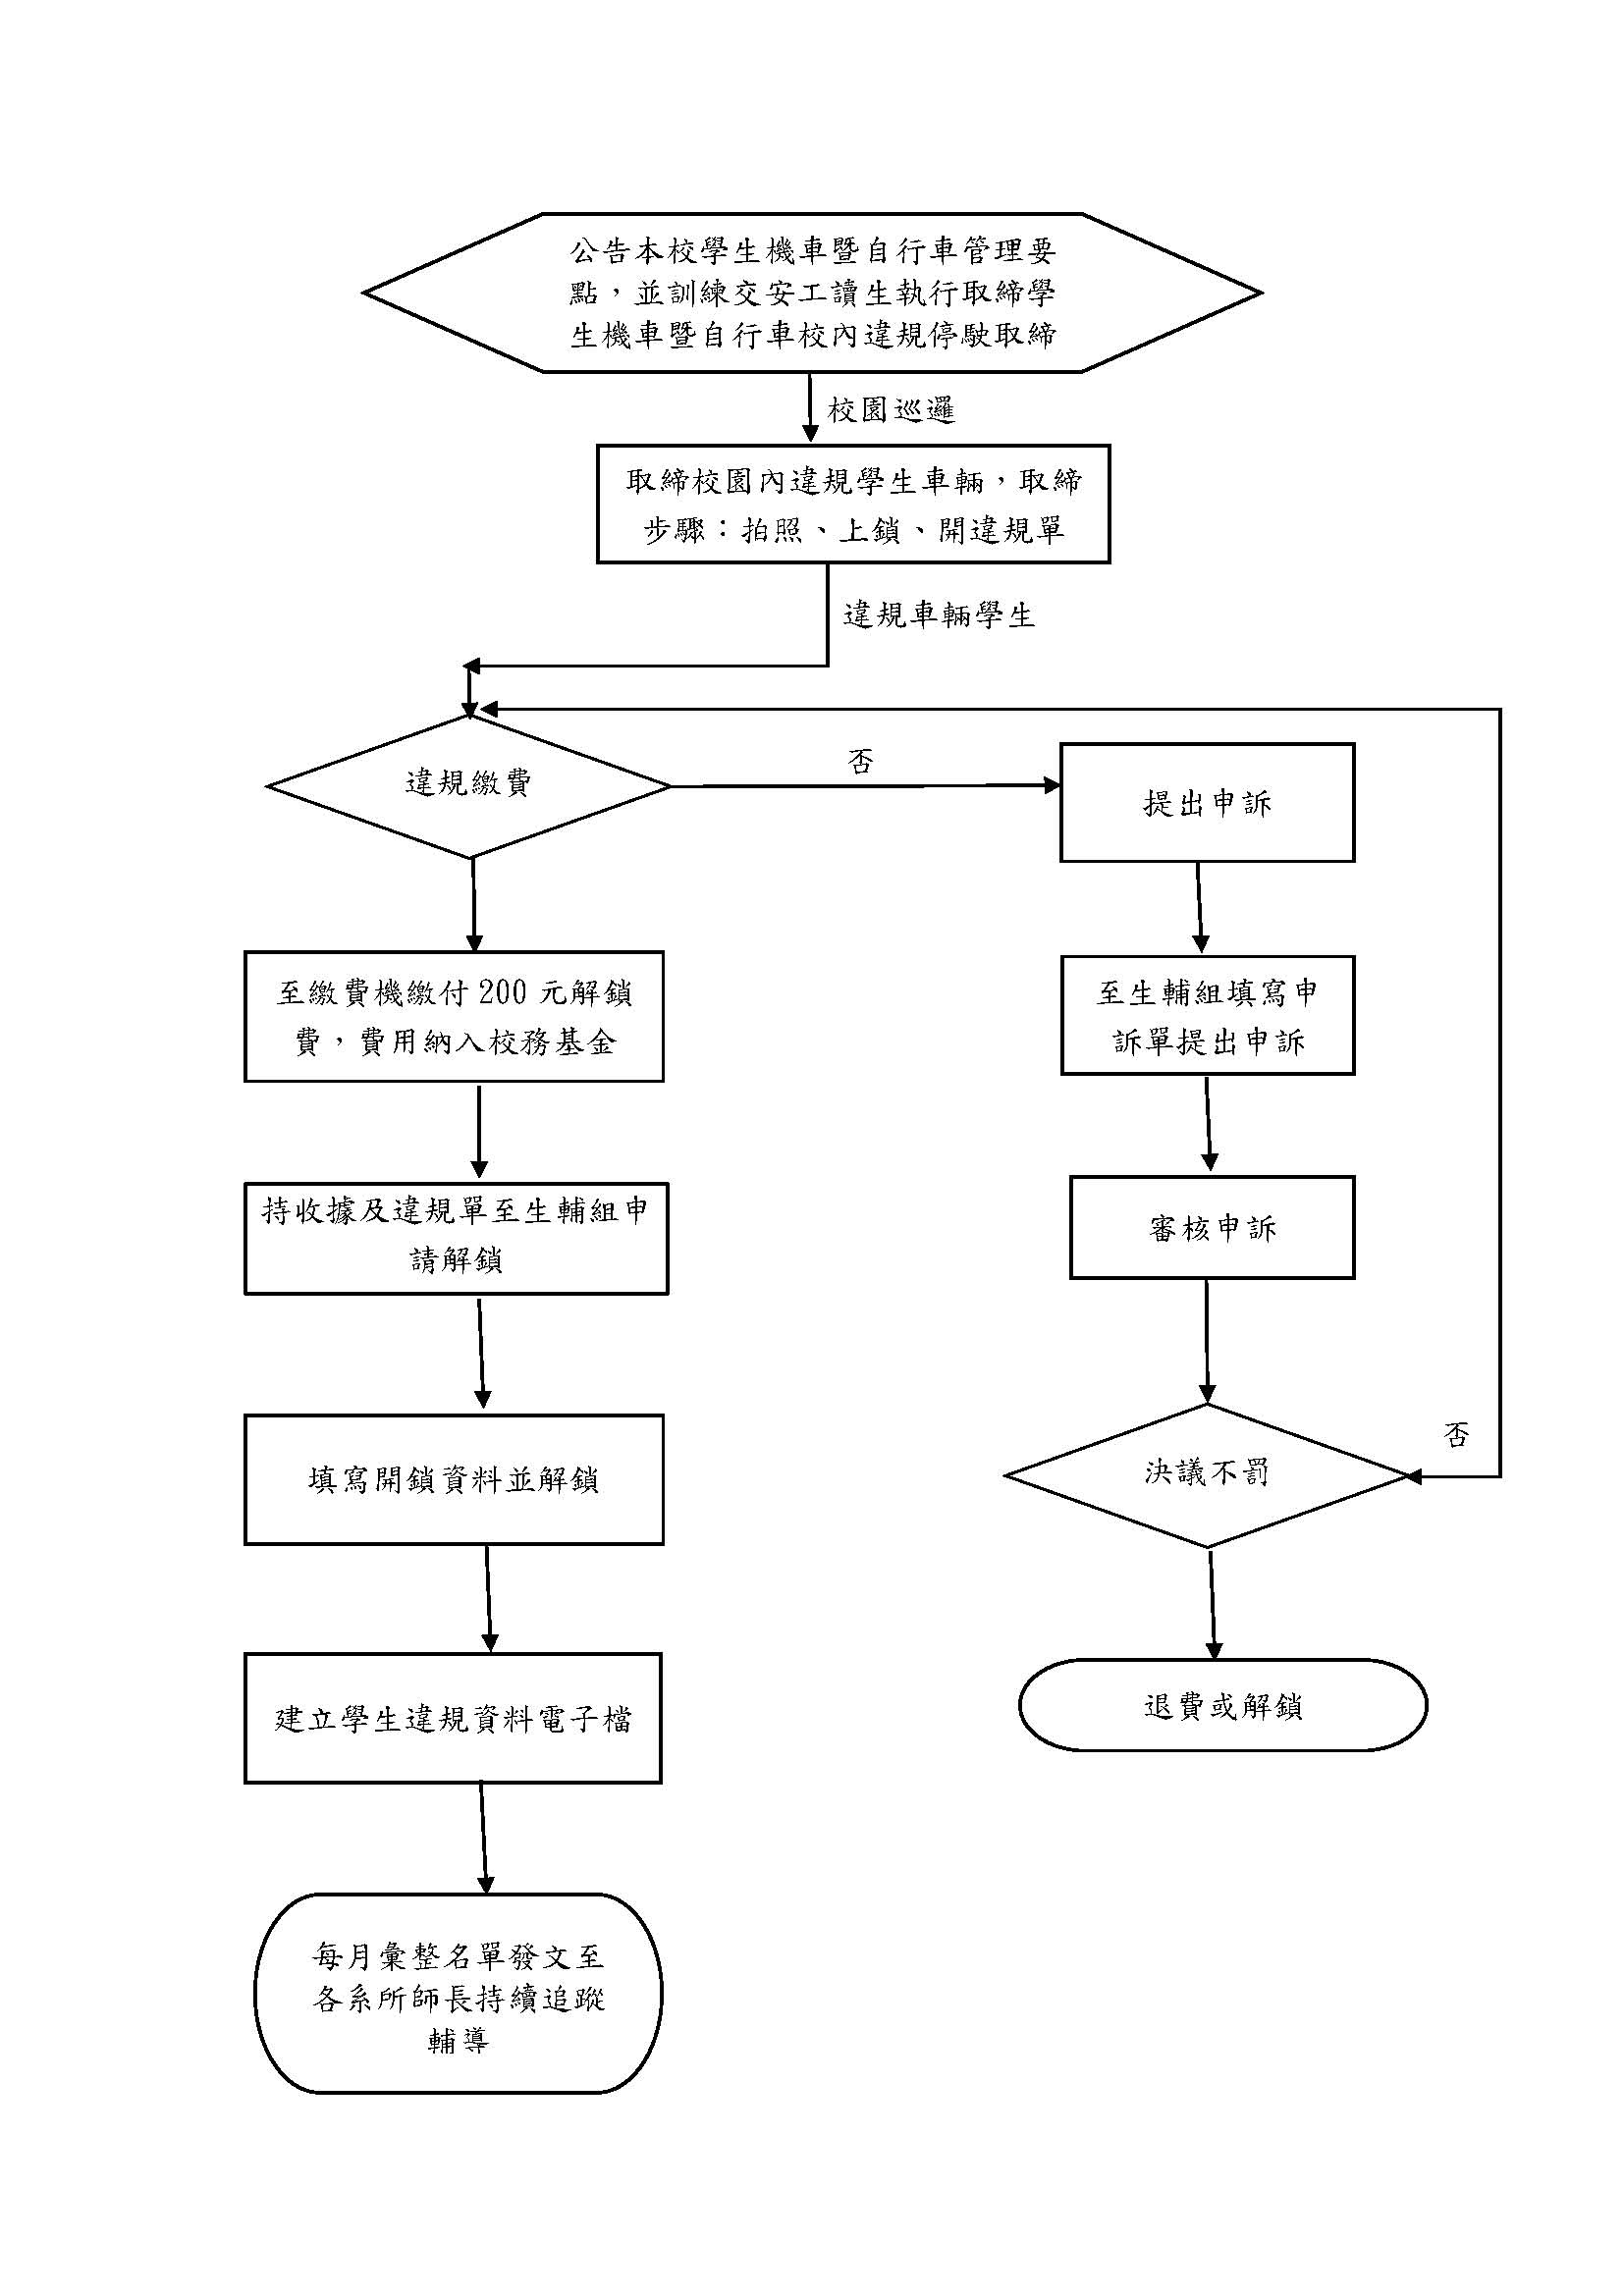 公告本校學生機車暨自行車管理要
點，並訓練交安工讀生執行取締學
生機車暨自行車校內違規停駛取締
校園巡邏
取締校園內違規學生車輛，取締
步驟：拍照、上鎖、開違規單
違規車輛學生
違規繳費
否
提出申訴
至繳費機繳付 200 元解鎖
費，費用納入校務基金
至生輔組填寫申
訴單提出申訴
持收據及違規單至生輔組申
請解鎖
審核申訴
填寫開鎖資料並解鎖
決議不罰
否
建立學生違規資料電子檔
退費或解鎖
每月彙整名單發文至
各系所師長持續追蹤
輔導